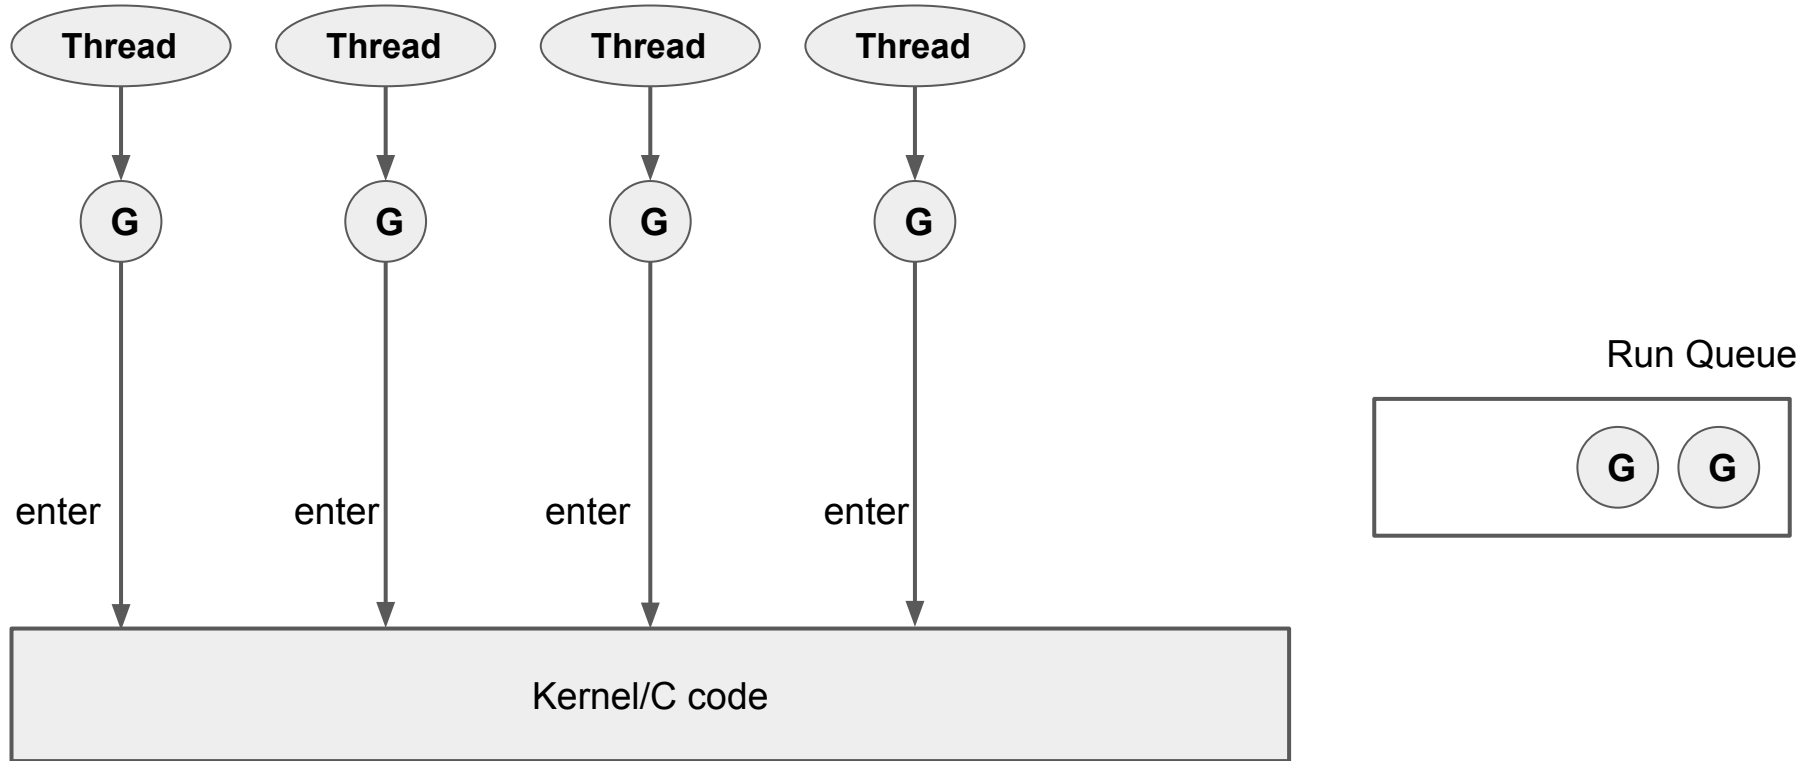 Thread
Thread
Thread
Thread
G
G
G
G
Run Queue
G
G
enter
enter
enter
enter
Kernel/C code